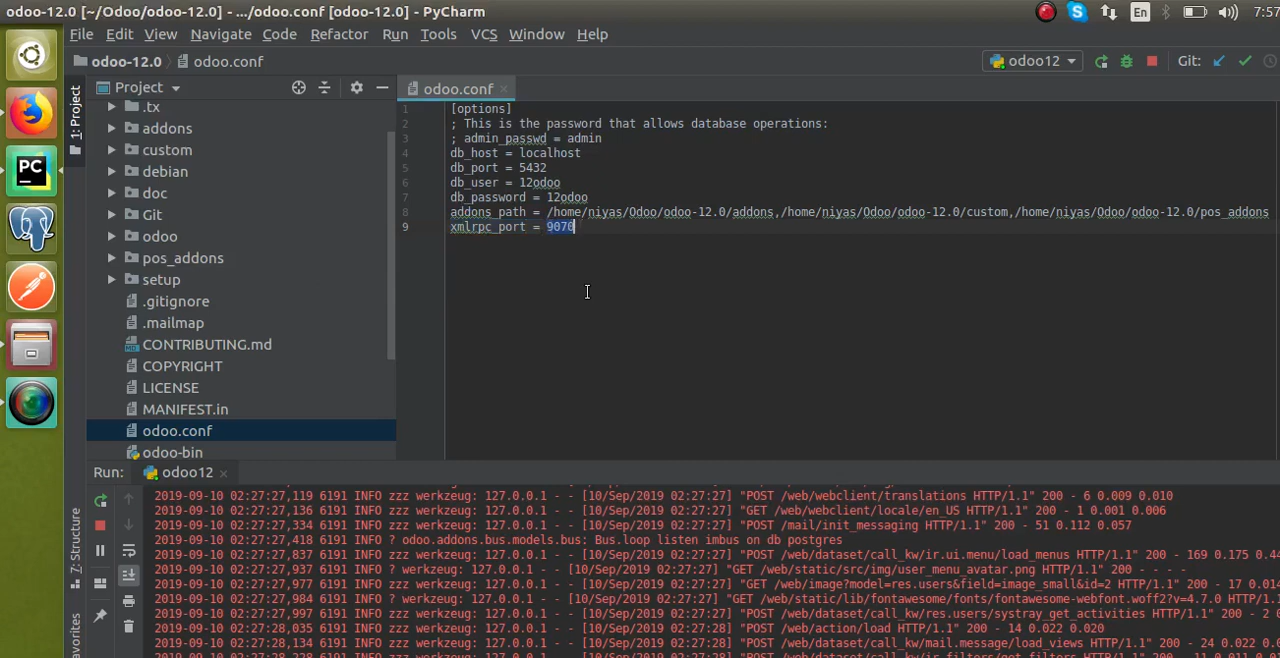 odoo-12.0 [~/Odoo/odoo-12.0] - .../odoo.conf [odoo-12.0] - PyCharm
En
7:57
File Edit View Navigate Code Refactor Run Tools VCS Window Help
odoo-12.0 odoo.conf
odoo12
Git:
1: Project
Project
odoo.conf
.tx
addons
custom
debian
doc
Git
odoo
pos_addons
setup
.gitignore
.mailmap
CONTRIBUTING.md
COPYRIGHT
LICENSE
MANIFEST.in
odoo.conf
odoo-bin
PC
1 [options]
2 ; This is the password that allows database operations:
3 ; admin_passwd = admin
4 db_host = localhost
5 db_port = 5432
6 db_user = 12odoo
7 db_password = 12odoo
8 addons_path = /home/niyas/Odoo/odoo-12.0/addons,/home/niyas/Odoo/odoo-12.0/custom,/home/niyas/Odoo/odoo-12.0/pos_addons
9 xmlrpc_port = 9070
Run: odoo12
7: Structure
avorites
2019-09-10 02:27:27,119 6191 INFO zzz werkzeug: 127.0.0.1 - - [10/Sep/2019 02:27:27] "POST /web/webclient/translations HTTP/1.1" 200 - 6 0.009 0.010
2019-09-10 02:27:27,136 6191 INFO zzz werkzeug: 127.0.0.1 - - [10/Sep/2019 02:27:27] "GET /web/webclient/locale/en_US HTTP/1.1" 200 - 1 0.001 0.006
2019-09-10 02:27:27,334 6191 INFO zzz werkzeug: 127.0.0.1 - - [10/Sep/2019 02:27:27] "POST /mail/init_messaging HTTP/1.1" 200 - 51 0.112 0.057
2019-09-10 02:27:27,418 6191 INFO ? odoo.addons.bus.models.bus: Bus.loop listen imbus on db postgres
2019-09-10 02:27:27,837 6191 INFO zzz werkzeug: 127.0.0.1 - - [10/Sep/2019 02:27:27] "POST /web/dataset/call_kw/ir.ui.menu/load_menus HTTP/1.1" 200 - 169 0.175 0.44
2019-09-10 02:27:27,937 6191 INFO ? werkzeug: 127.0.0.1 - - [10/Sep/2019 02:27:27] "GET /web/static/src/img/user_menu_avatar.png HTTP/1.1" 200 - - - -
2019-09-10 02:27:27,977 6191 INFO zzz werkzeug: 127.0.0.1 - - [10/Sep/2019 02:27:27] "GET /web/image?model=res.users&field=image_small&id=2 HTTP/1.1" 200 - 17 0.014
2019-09-10 02:27:27,984 6191 INFO ? werkzeug: 127.0.0.1 - - [10/Sep/2019 02:27:27] "GET /web/static/lib/fontawesome/fonts/fontawesome-webfont.woff2?v=4.7.0 HTTP/1.
2019-09-10 02:27:27,997 6191 INFO zzz werkzeug: 127.0.0.1 - - [10/Sep/2019 02:27:27] "POST /web/dataset/call_kw/res.users/systray_get_activities HTTP/1.1" 200 - 2 0
2019-09-10 02:27:28,035 6191 INFO zzz werkzeug: 127.0.0.1 - - [10/Sep/2019 02:27:28] "POST /web/action/load HTTP/1.1" 200 - 14 0.022 0.020
2019-09-10 02:27:28,134 6191 INFO zzz werkzeug: 127.0.0.1 - - [10/Sep/2019 02:27:28] "POST /web/dataset/call_kw/mail.message/load_views HTTP/1.1" 200 - 24 0.022 0.0